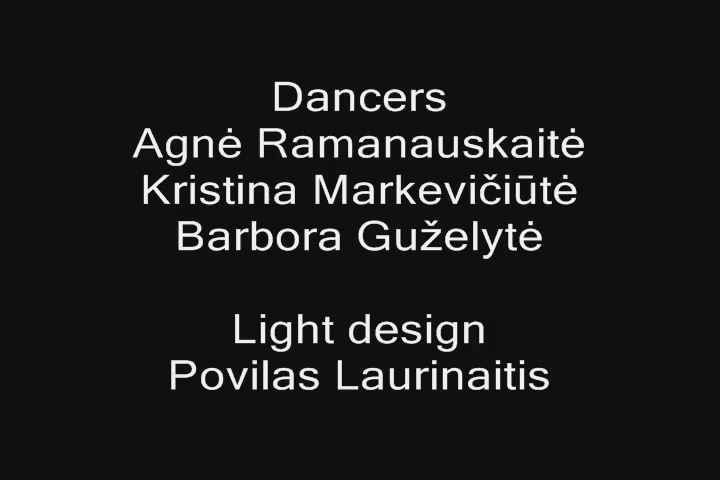 Dancers
Agnė Ramanauskaitė
Kristina Markevičiūtė
Barbora Guželytė
Light design
Povilas Laurinaitis